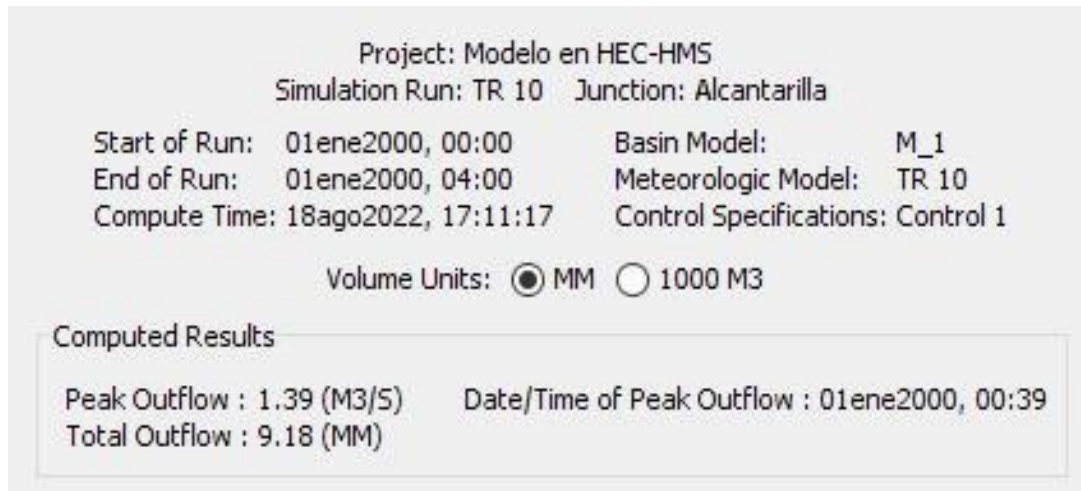 Project: Modelo en HEC-HMS
Simulation Run: TR 10 Junction: Alcantarilla
Start of Run: 01ene2000, 00:00 Basin Model: M_1
End of Run: 01ene2000, 04:00 Meteorologic Model: TR 10
Compute Time: 18ago2022, 17:11:17 Control Specifications: Control 1
Volume Units: MM 1000 M3
Computed Results
Peak Outflow : 1.39 (M3/S) Date/Time of Peak Outflow : 01ene2000, 00:39
Total Outflow : 9.18 (MM)